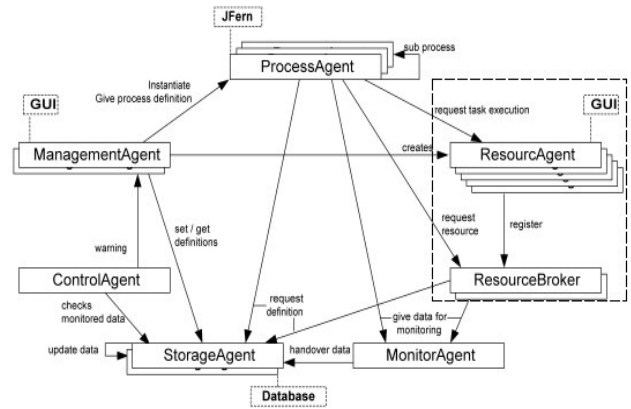 JFern
sub process
ProcessAgent
Instantiate
Give process definition
GUI
request task execution
GUI
ManagementAgent
creates
ResourcAgent
set / get
definitions
request
resource
register
warning
ControlAgent
ResourceBroker
checks
monitored data
request
definition
give data for
monitoring
update data
StorageAgent
handover data
MonitorAgent
Database